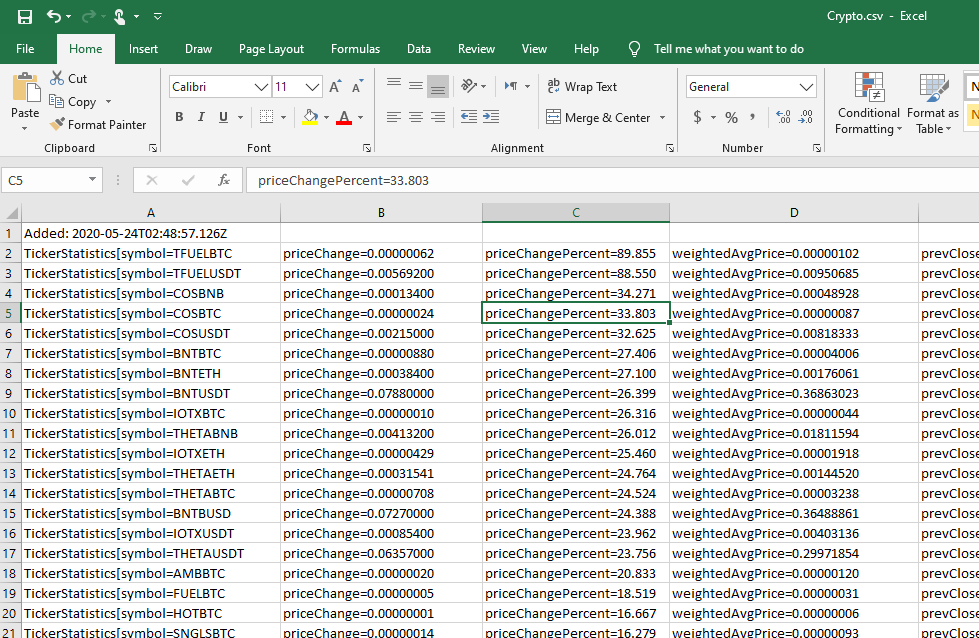 Crypto.csv - Excel
File Home Insert Draw Page Layout Formulas Data Review View Help Tell me what you want to do
Paste
Cut
Copy
Format Painter
Clipboard
Calibri 11 A A
B I U A
Font
Wrap Text
Merge & Center
Alignment
General
$ % , .00 .00
Number
Conditional Formatting
Format as Table
C5 fx priceChangePercent=33.803
A B C D
1 Added: 2020-05-24T02:48:57.126Z
2 TickerStatistics[symbol=TFUELBTC priceChange=0.00000062 priceChangePercent=89.855 weightedAvgPrice=0.00000102 prevClose
3 TickerStatistics[symbol=TFUELUSDT priceChange=0.00569200 priceChangePercent=88.550 weightedAvgPrice=0.00950685 prevClose
4 TickerStatistics[symbol=COSBNB priceChange=0.00013400 priceChangePercent=34.271 weightedAvgPrice=0.00048928 prevClose
5 TickerStatistics[symbol=COSBTC priceChange=0.00000024 priceChangePercent=33.803 weightedAvgPrice=0.00000087 prevClose
6 TickerStatistics[symbol=COSUSDT priceChange=0.00215000 priceChangePercent=32.625 weightedAvgPrice=0.00818333 prevClose
7 TickerStatistics[symbol=BNTBTC priceChange=0.00000880 priceChangePercent=27.406 weightedAvgPrice=0.00004006 prevClose
8 TickerStatistics[symbol=BNTETH priceChange=0.00038400 priceChangePercent=27.100 weightedAvgPrice=0.00176061 prevClose
9 TickerStatistics[symbol=BNTUSDT priceChange=0.07880000 priceChangePercent=26.399 weightedAvgPrice=0.36863023 prevClose
10 TickerStatistics[symbol=IOTXBTC priceChange=0.00000010 priceChangePercent=26.316 weightedAvgPrice=0.00000044 prevClose
11 TickerStatistics[symbol=THETABNB priceChange=0.00413200 priceChangePercent=26.012 weightedAvgPrice=0.01811594 prevClose
12 TickerStatistics[symbol=IOTXETH priceChange=0.00000429 priceChangePercent=25.460 weightedAvgPrice=0.00001918 prevClose
13 TickerStatistics[symbol=THETAETH priceChange=0.00031541 priceChangePercent=24.764 weightedAvgPrice=0.00144520 prevClose
14 TickerStatistics[symbol=THETABTC priceChange=0.00000708 priceChangePercent=24.524 weightedAvgPrice=0.00003238 prevClose
15 TickerStatistics[symbol=BNTBUSD priceChange=0.07270000 priceChangePercent=24.388 weightedAvgPrice=0.36488861 prevClose
16 TickerStatistics[symbol=IOTXUSDT priceChange=0.00085400 priceChangePercent=23.962 weightedAvgPrice=0.00403136 prevClose
17 TickerStatistics[symbol=THETAUSDT priceChange=0.06357000 priceChangePercent=23.756 weightedAvgPrice=0.29971854 prevClose
18 TickerStatistics[symbol=AMBBTC priceChange=0.00000020 priceChangePercent=20.833 weightedAvgPrice=0.00000120 prevClose
19 TickerStatistics[symbol=FUELBTC priceChange=0.00000005 priceChangePercent=18.519 weightedAvgPrice=0.00000031 prevClose
20 TickerStatistics[symbol=HOTBTC priceChange=0.00000001 priceChangePercent=16.667 weightedAvgPrice=0.00000006 prevClose
21 TickerStatistics[symbol=SNGLSBTC priceChange=0.00000014 priceChangePercent=16.279 weightedAvgPrice=0.00000093 prevClose